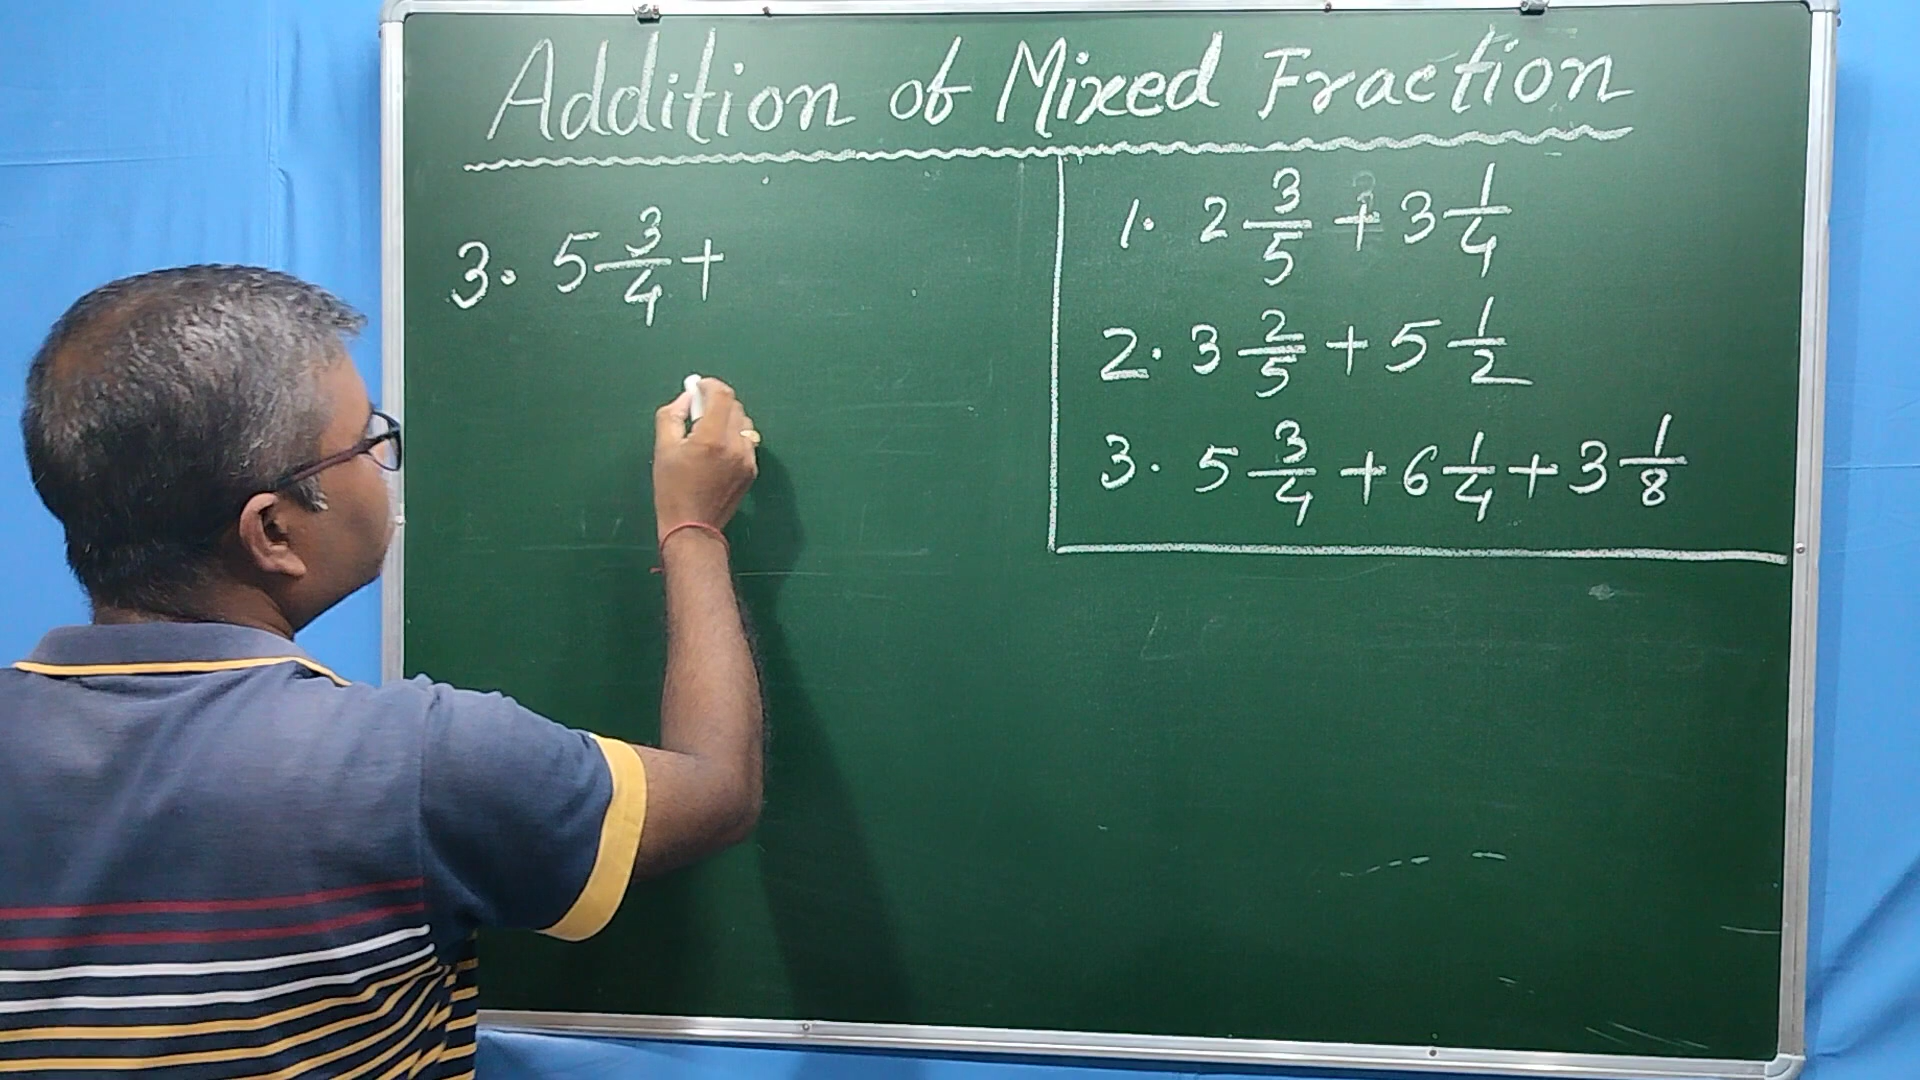 Addition of Mixed Fraction
3. 5 3/4 +
1. 2 3/5 + 3 1/4
2. 3 2/5 + 5 1/2
3. 5 3/4 + 6 1/4 + 3 1/8